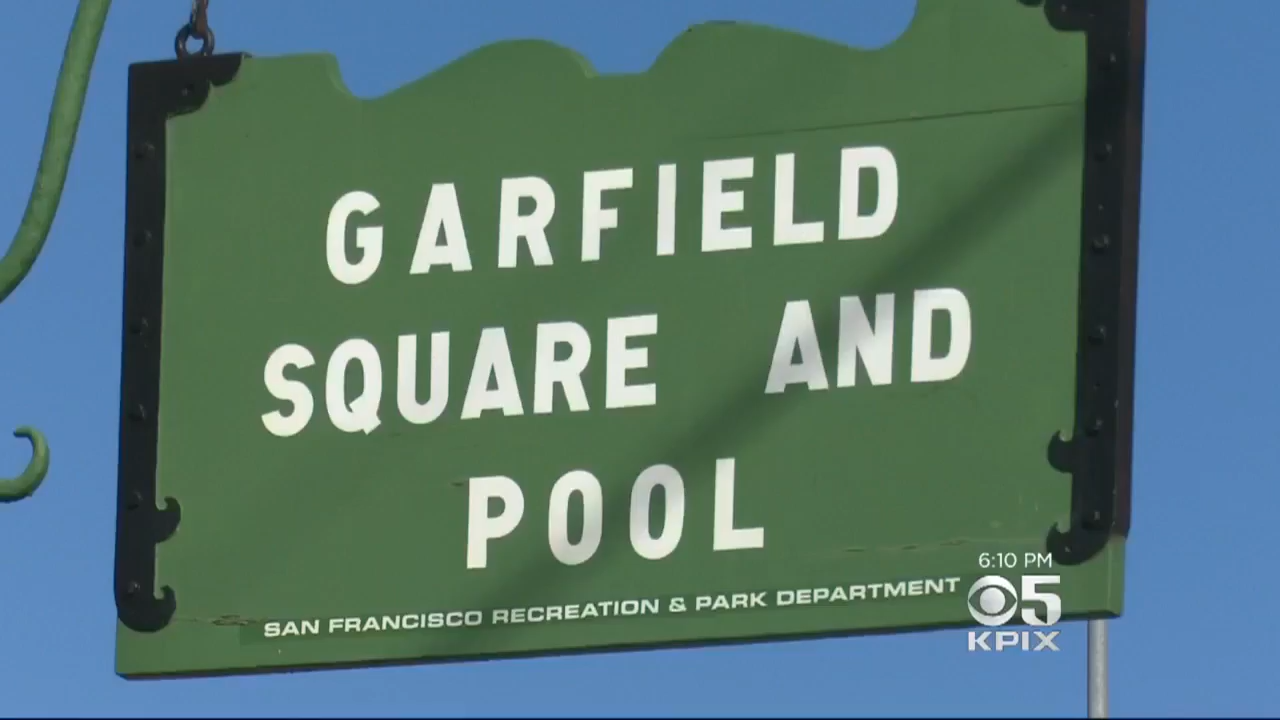 GARFIELD
SQUARE AND
POOL
SAN FRANCISCO RECREATION & PARK DEPARTMENT
6:10 PM
5
KPIX